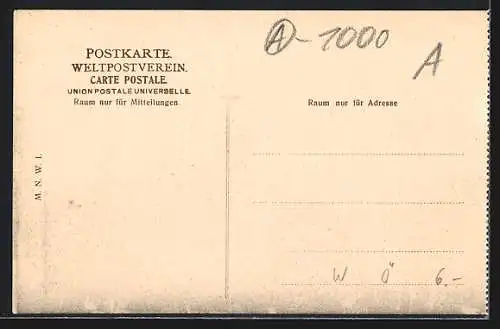 POSTKARTE.
WELTPOSTVEREIN.
CARTE POSTALE.
UNION POSTALE UNIVERSELLE.
Raum nur für Mitteilungen
A-1000
A
Raum nur für Adresse
M. N. W. I.
W Ö 6.-